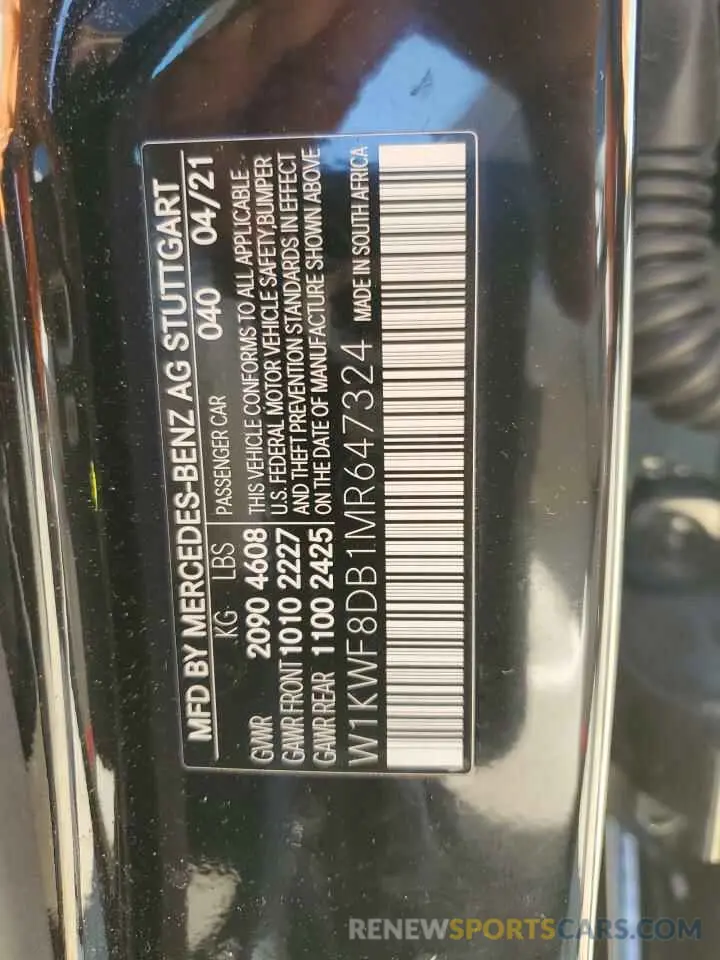 MFD BY MERCEDES-BENZ AG STUTTGART
KG LBS PASSENGER CAR 040 04/21
GVWR 2090 4608 THIS VEHICLE CONFORMS TO ALL APPLICABLE
U.S. FEDERAL MOTOR VEHICLE SAFETY, BUMPER
GAWR FRONT 1010 2227 AND THEFT PREVENTION STANDARDS IN EFFECT
GAWR REAR 1100 2425 ON THE DATE OF MANUFACTURE SHOWN ABOVE
W1KWF8DB1MR647324 MADE IN SOUTH AFRICA
RENEWSPORTSCARS.COM